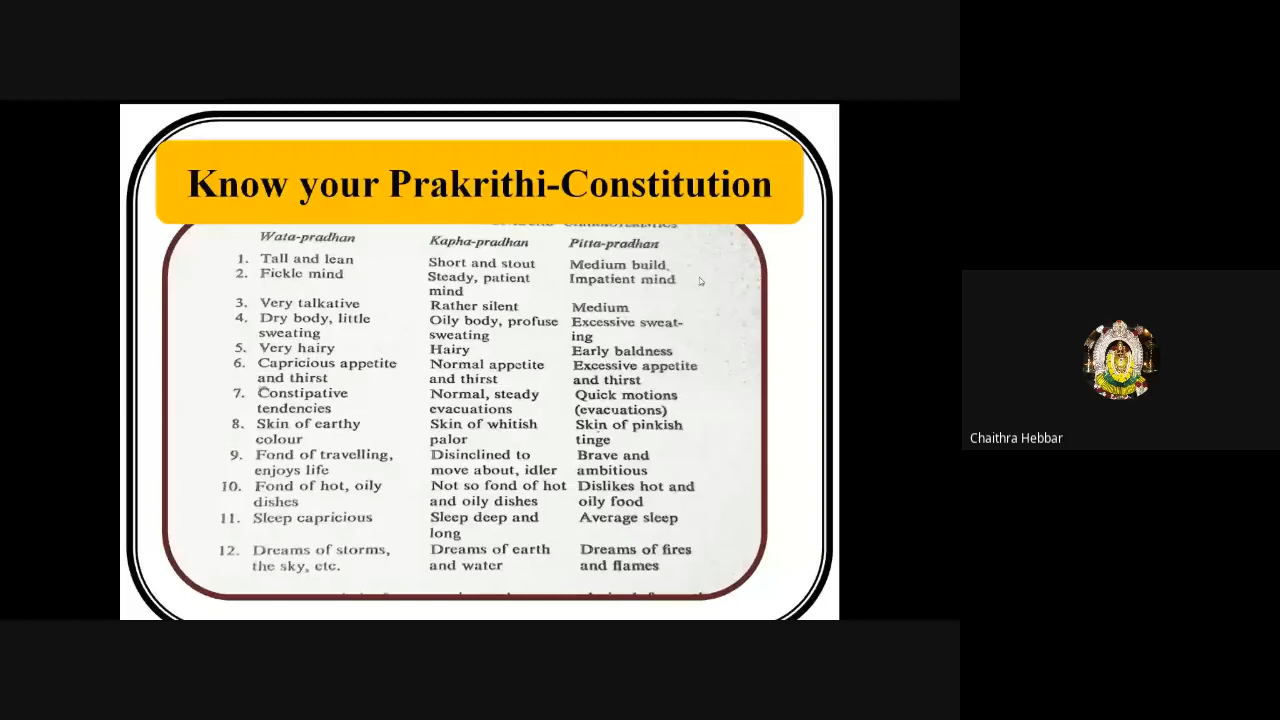 Know your Prakrithi-Constitution
Wata-pradhan Kapha-pradhan Pitta-pradhan
1. Tall and lean Short and stout Medium build,
2. Fickle mind Steady, patient Impatient mind
mind
3. Very talkative Rather silent Medium
4. Dry body, little Oily body, profuse Excessive sweat-
sweating sweating ing
5. Very hairy Hairy Early baldness
6. Capricious appetite Normal appetite Excessive appetite
and thirst and thirst and thirst
7. Constipative Normal, steady Quick motions
tendencies evacuations (evacuations)
8. Skin of earthy Skin of whitish Skin of pinkish
colour palor tinge
9. Fond of travelling, Disinclined to Brave and
enjoys life move about, idler ambitious
10. Fond of hot, oily Not so fond of hot Dislikes hot and
dishes and oily dishes oily food
11. Sleep capricious Sleep deep and Average sleep
long
12. Dreams of storms, Dreams of earth Dreams of fires
the sky, etc. and water and flames
Chaithra Hebbar